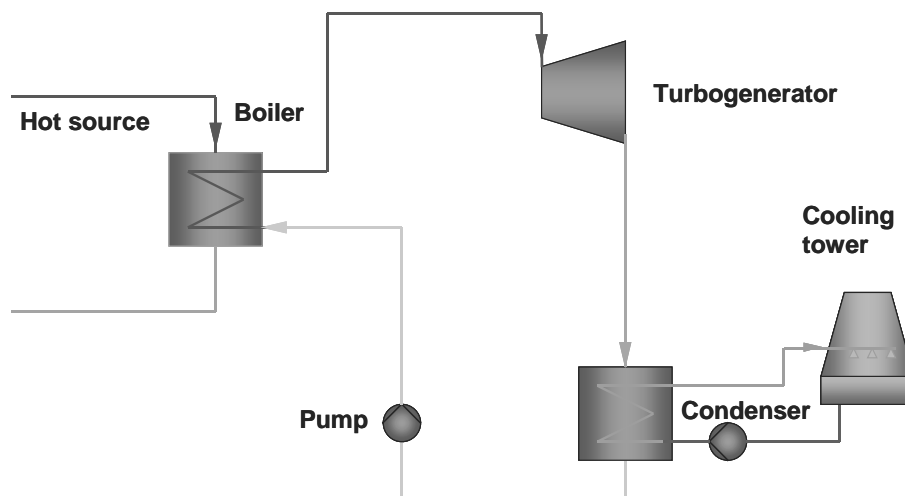 Hot source
Boiler
Turbogenerator
Cooling
tower
Pump
Condenser